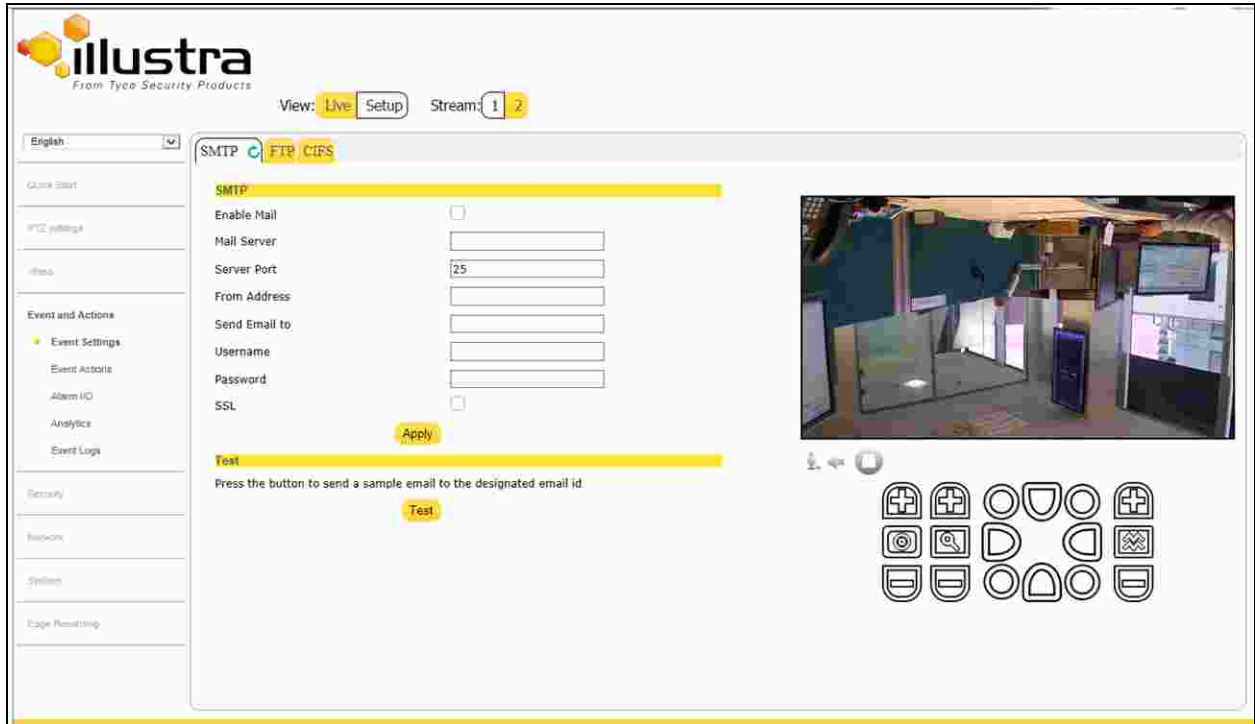 illustra
From Tyco Security Products
View: Live Setup Stream: 1 2
English
SMTP FTP CIFS
Quick Start
PTZ settings
Video
Event and Actions
Event Settings
Event Actions
Alarm I/O
Analytics
Event Logs
Security
Network
System
Edge Recording
SMTP
Enable Mail
Mail Server
Server Port 25
From Address
Send Email to
Username
Password
SSL
Apply
Test
Press the button to send a sample email to the designated email id
Test